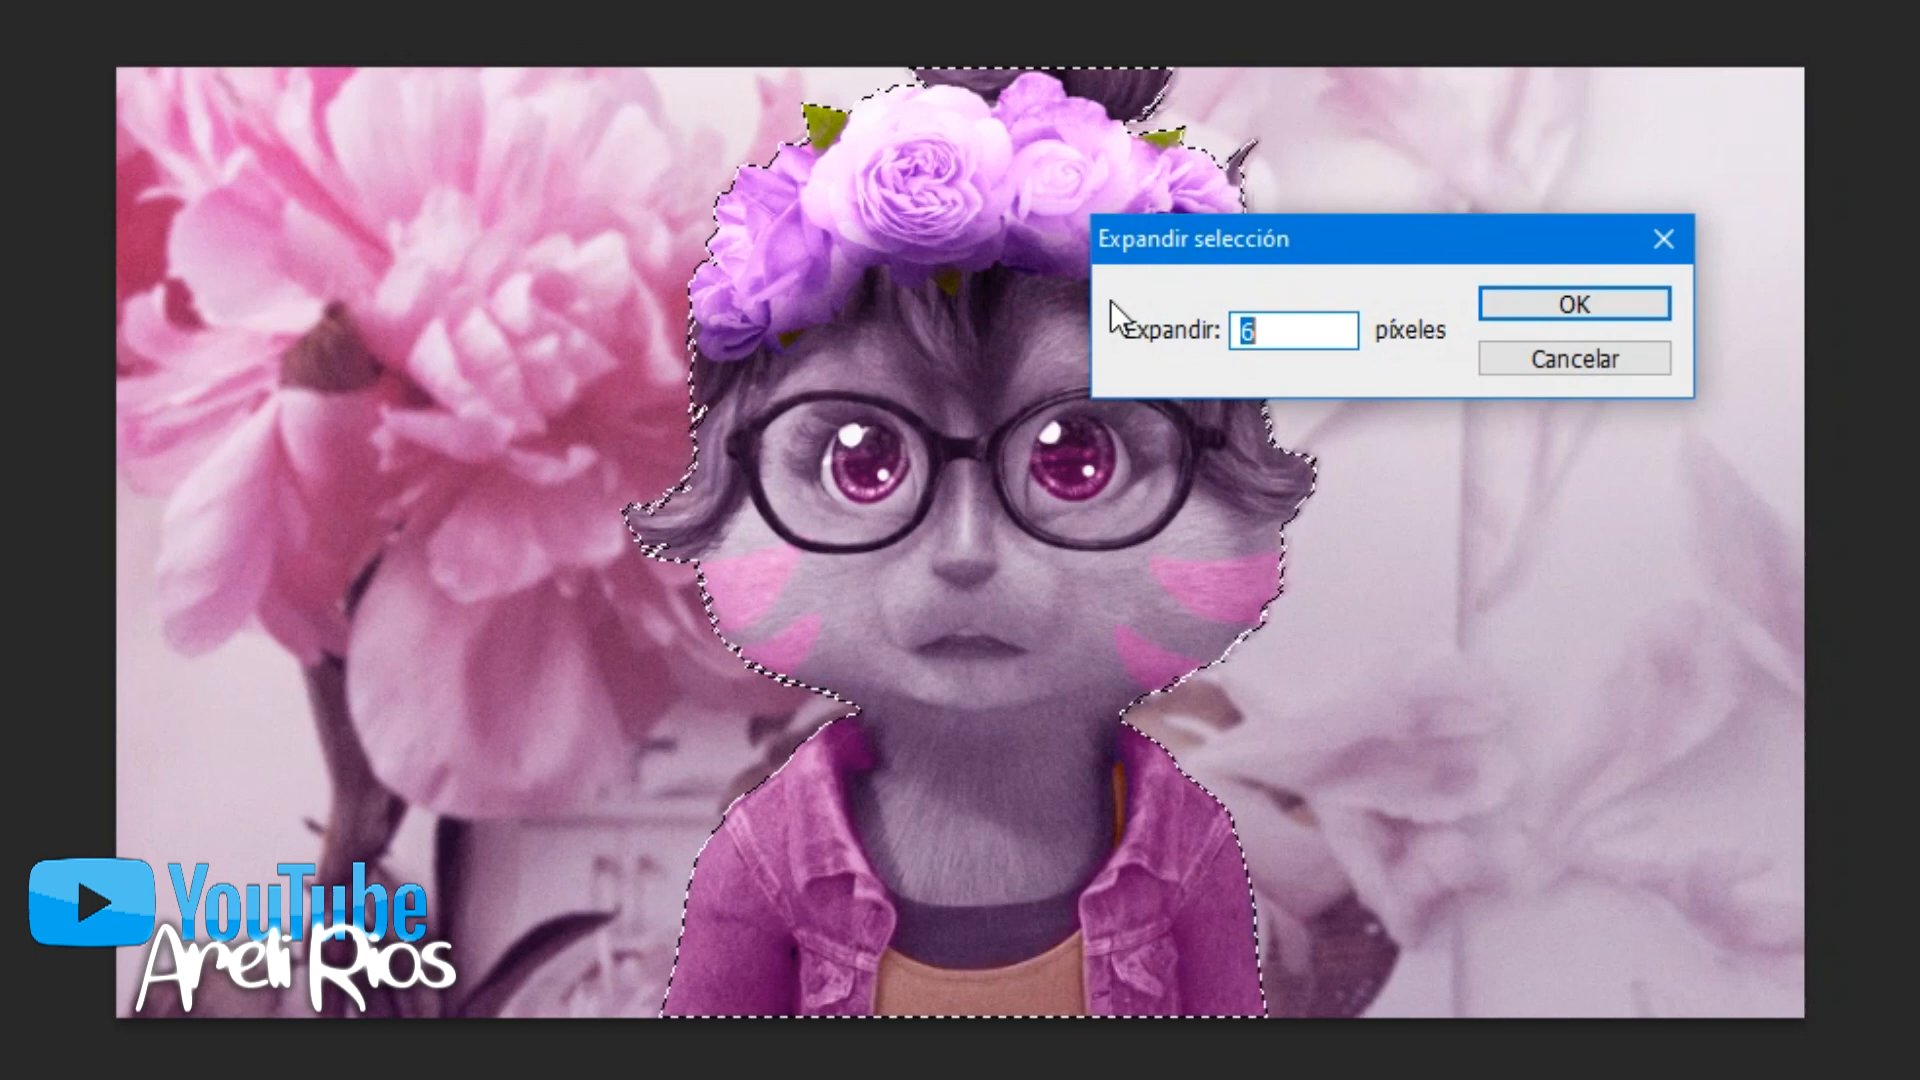 Expandir selección
Expandir: 6 píxeles
OK
Cancelar
YouTube
Areli Rios